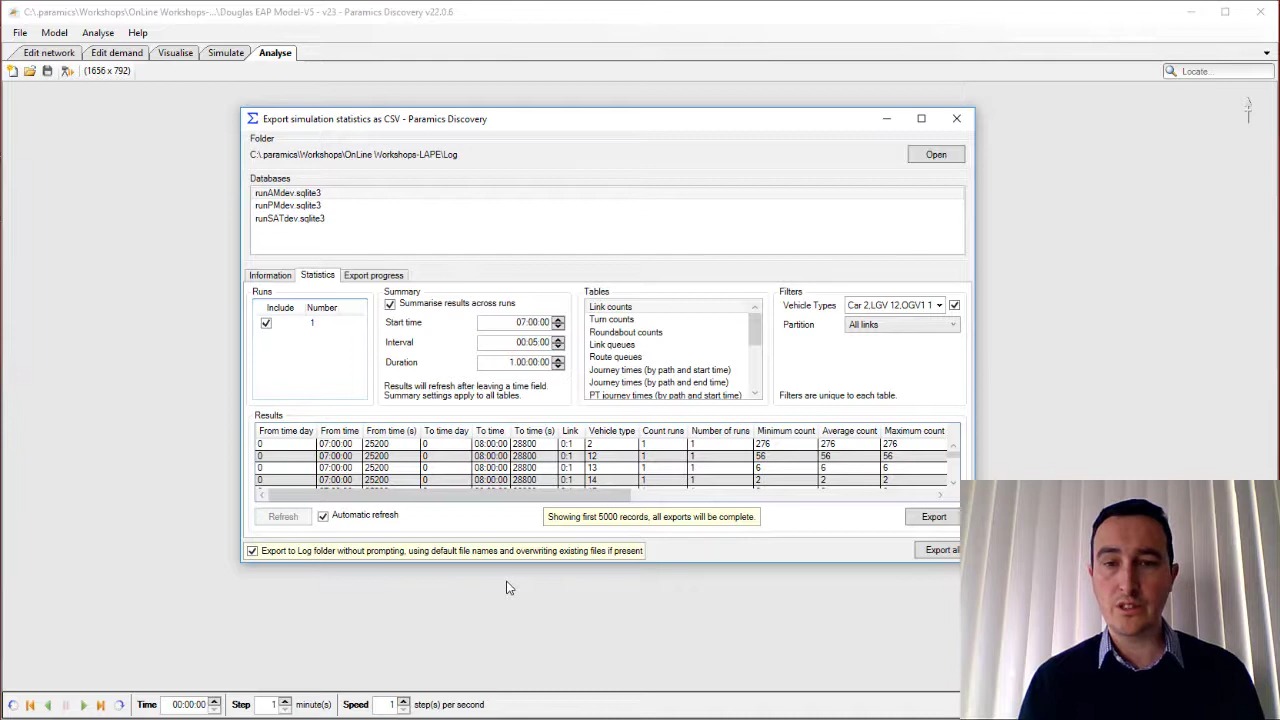 C:\.paramics\Workshops\OnLine Workshops-...\Douglas EAP Model-V5 - v23 - Paramics Discovery v22.0.6
File Model Analyse Help
Edit network Edit demand Visualise Simulate Analyse
(1656 x 792) Locate...
Export simulation statistics as CSV - Paramics Discovery
Folder
C:\.paramics\Workshops\OnLine Workshops-LAPE\Log Open
Databases
runAMdev.sqlite3
runPMdev.sqlite3
runSATdev.sqlite3
Information Statistics Export progress
Runs Summary Tables Filters
Include Number
1
Summarise results across runs
Start time 07:00:00
Interval 00:05:00
Duration 1:00:00:00
Results will refresh after leaving a time field.
Summary settings apply to all tables.
Link counts
Turn counts
Roundabout counts
Link queues
Route queues
Journey times (by path and start time)
Journey times (by path and end time)
PT journey times (by path and start time)
Vehicle Types Car 2,LGV 12,OGV1 1
Partition All links
Filters are unique to each table.
Results
From time day From time From time (s) To time day To time To time (s) Link Vehicle type Count runs Number of runs Minimum count Average count Maximum count
0 07:00:00 25200 0 08:00:00 28800 0:1 2 1 1 276 276 276
0 07:00:00 25200 0 08:00:00 28800 0:1 12 1 1 56 56 56
0 07:00:00 25200 0 08:00:00 28800 0:1 13 1 1 6 6 6
0 07:00:00 25200 0 08:00:00 28800 0:1 14 1 1 2 2 2
Refresh Automatic refresh Showing first 5000 records, all exports will be complete. Export
Export to Log folder without prompting, using default file names and overwriting existing files if present Export all
Time 00:00:00 Step 1 minute(s) Speed 1 step(s) per second